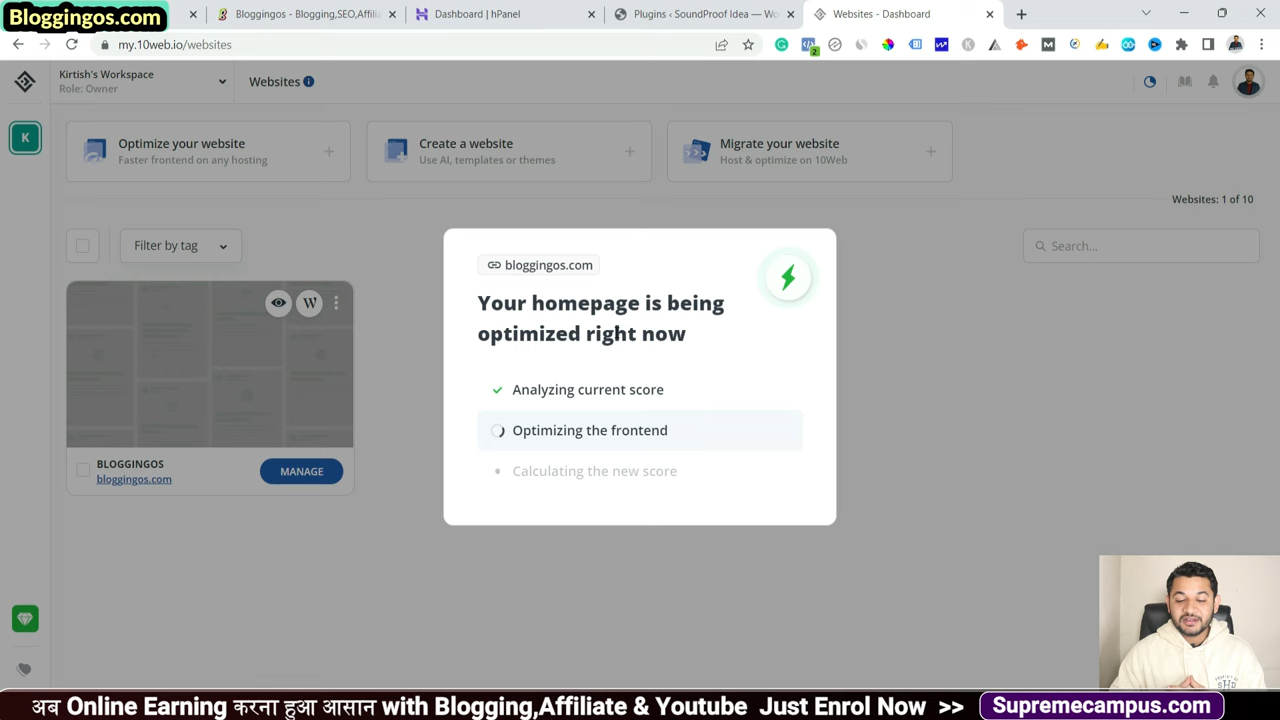 Bloggingos.com
Bloggingos - Blogging,SEO,Affili
Dashboard | hPanel
Plugins ‹ SoundProof Idea — Wo
Websites - Dashboard
my.10web.io/websites
2
Kirtish's Workspace
Role: Owner
Websites
K
Optimize your website
Faster frontend on any hosting
Create a website
Use AI, templates or themes
Migrate your website
Host & optimize on 10Web
Websites: 1 of 10
Filter by tag
Search...
W
BLOGGINGOS
bloggingos.com
MANAGE
bloggingos.com
Your homepage is being
optimized right now
Analyzing current score
Optimizing the frontend
Calculating the new score
अब Online Earning करना हुआ आसान with Blogging,Affiliate & Youtube Just Enrol Now >> Supremecampus.com